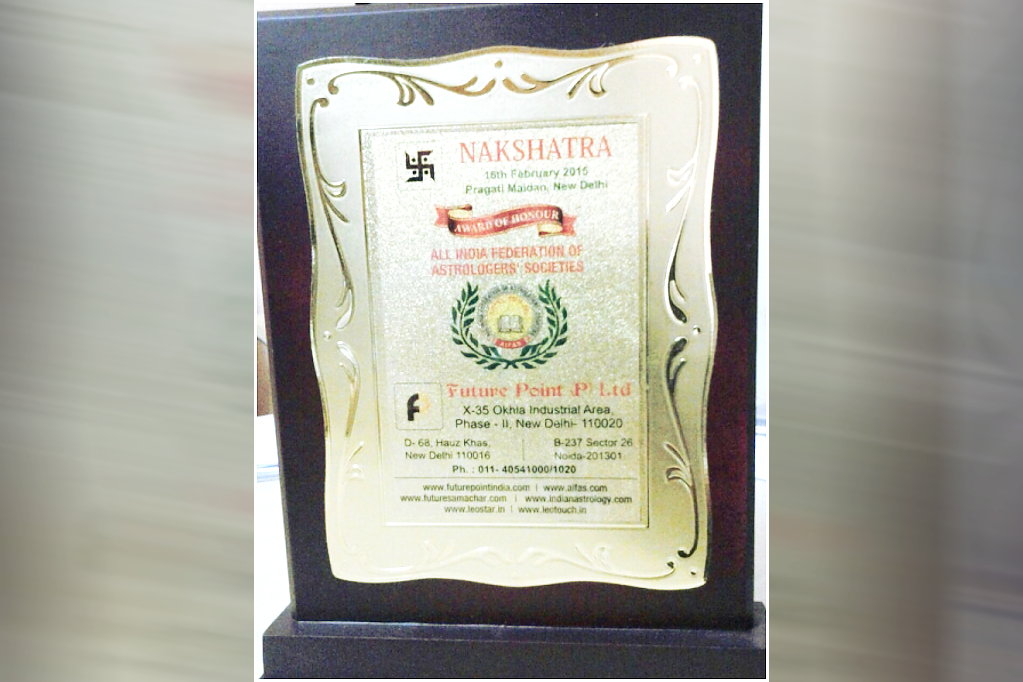 NAKSHATRA
15th February 2015
Pragati Maidan, New Delhi
AWARD OF HONOUR
ALL INDIA FEDERATION OF
ASTROLOGERS' SOCIETIES
AIFAS
Future Point (P) Ltd
X-35 Okhla Industrial Area,
Phase - II, New Delhi- 110020
D- 68, Hauz Khas,
New Delhi 110016
B-237 Sector 26
Noida-201301
Ph. : 011- 40541000/1020
www.futurepointindia.com | www.aifas.com
www.futuresamachar.com | www.indianastrology.com
www.leostar.in | www.leotouch.in